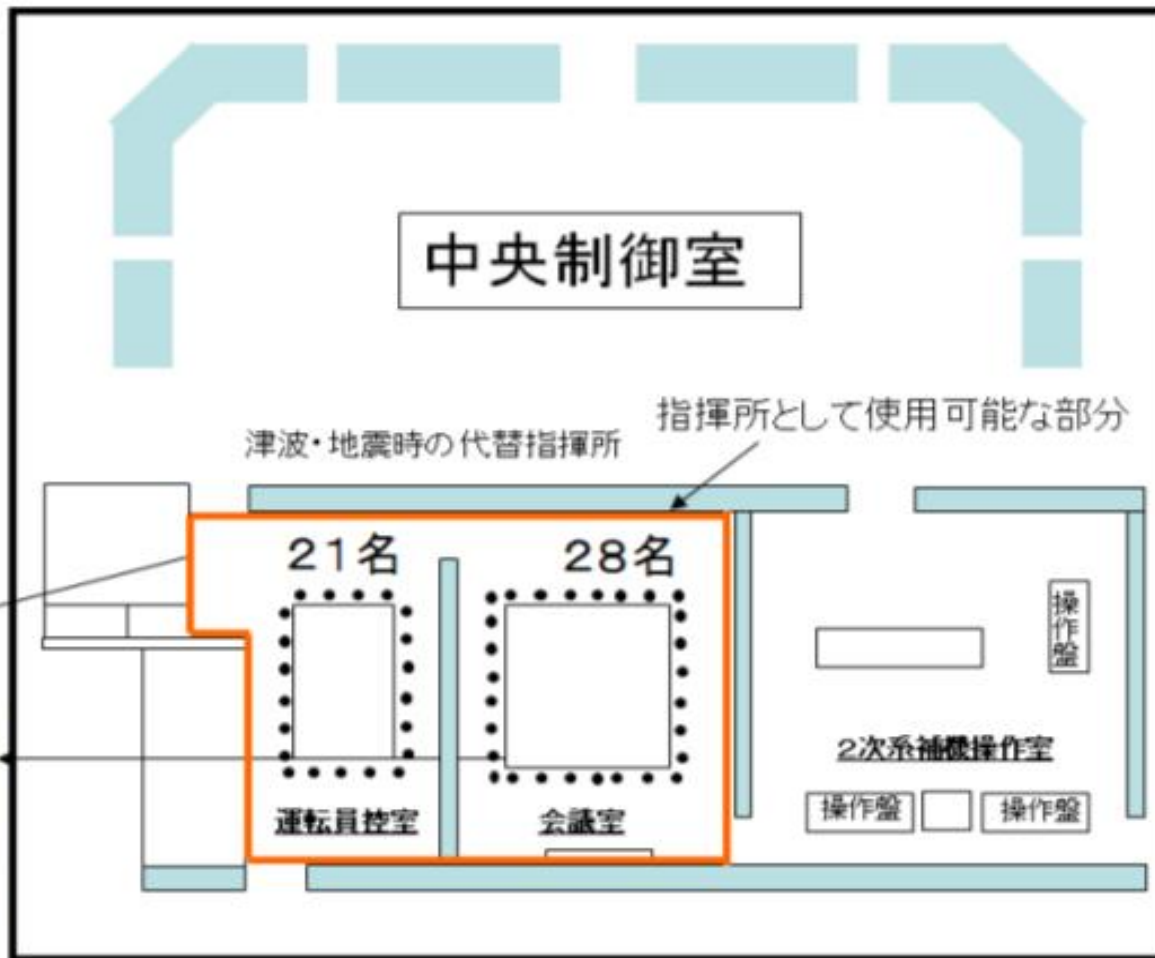 中央制御室
指揮所として使用可能な部分
津波・地震時の代替指揮所
21名
28名
操作盤
2次系補機操作室
操作盤
操作盤
運転員控室
会議室